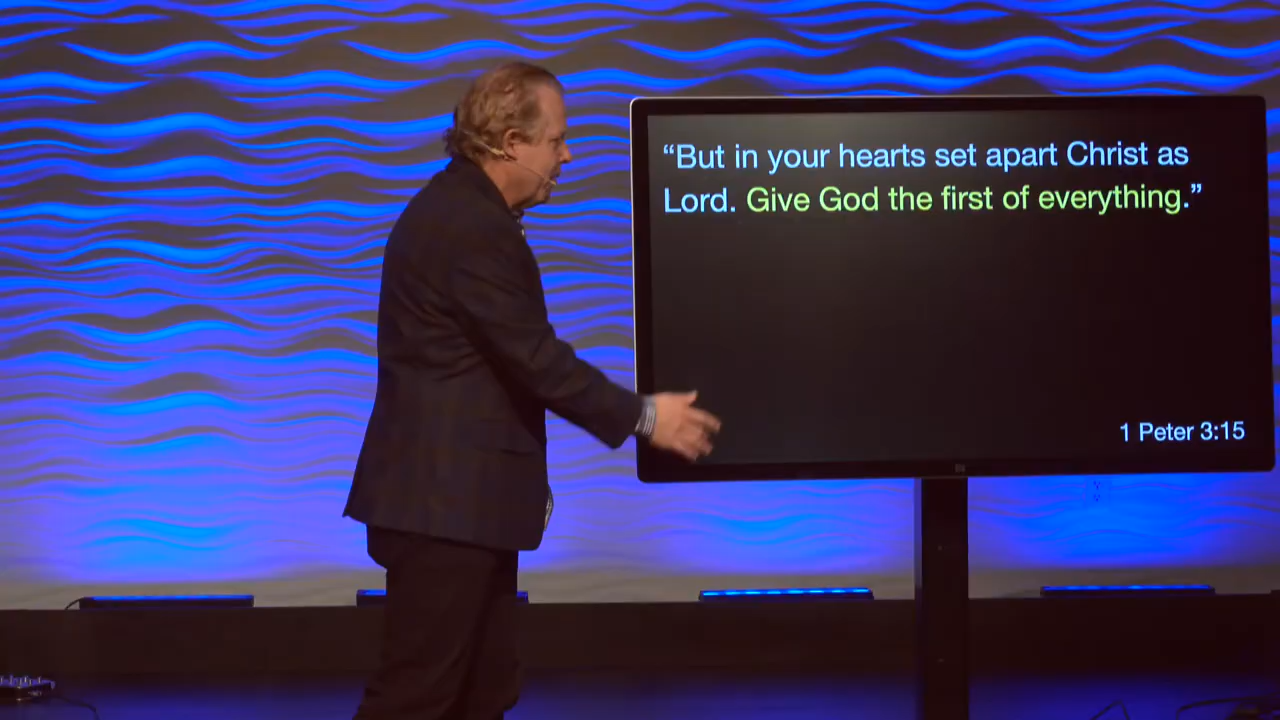 “But in your hearts set apart Christ as
Lord. Give God the first of everything.”
1 Peter 3:15